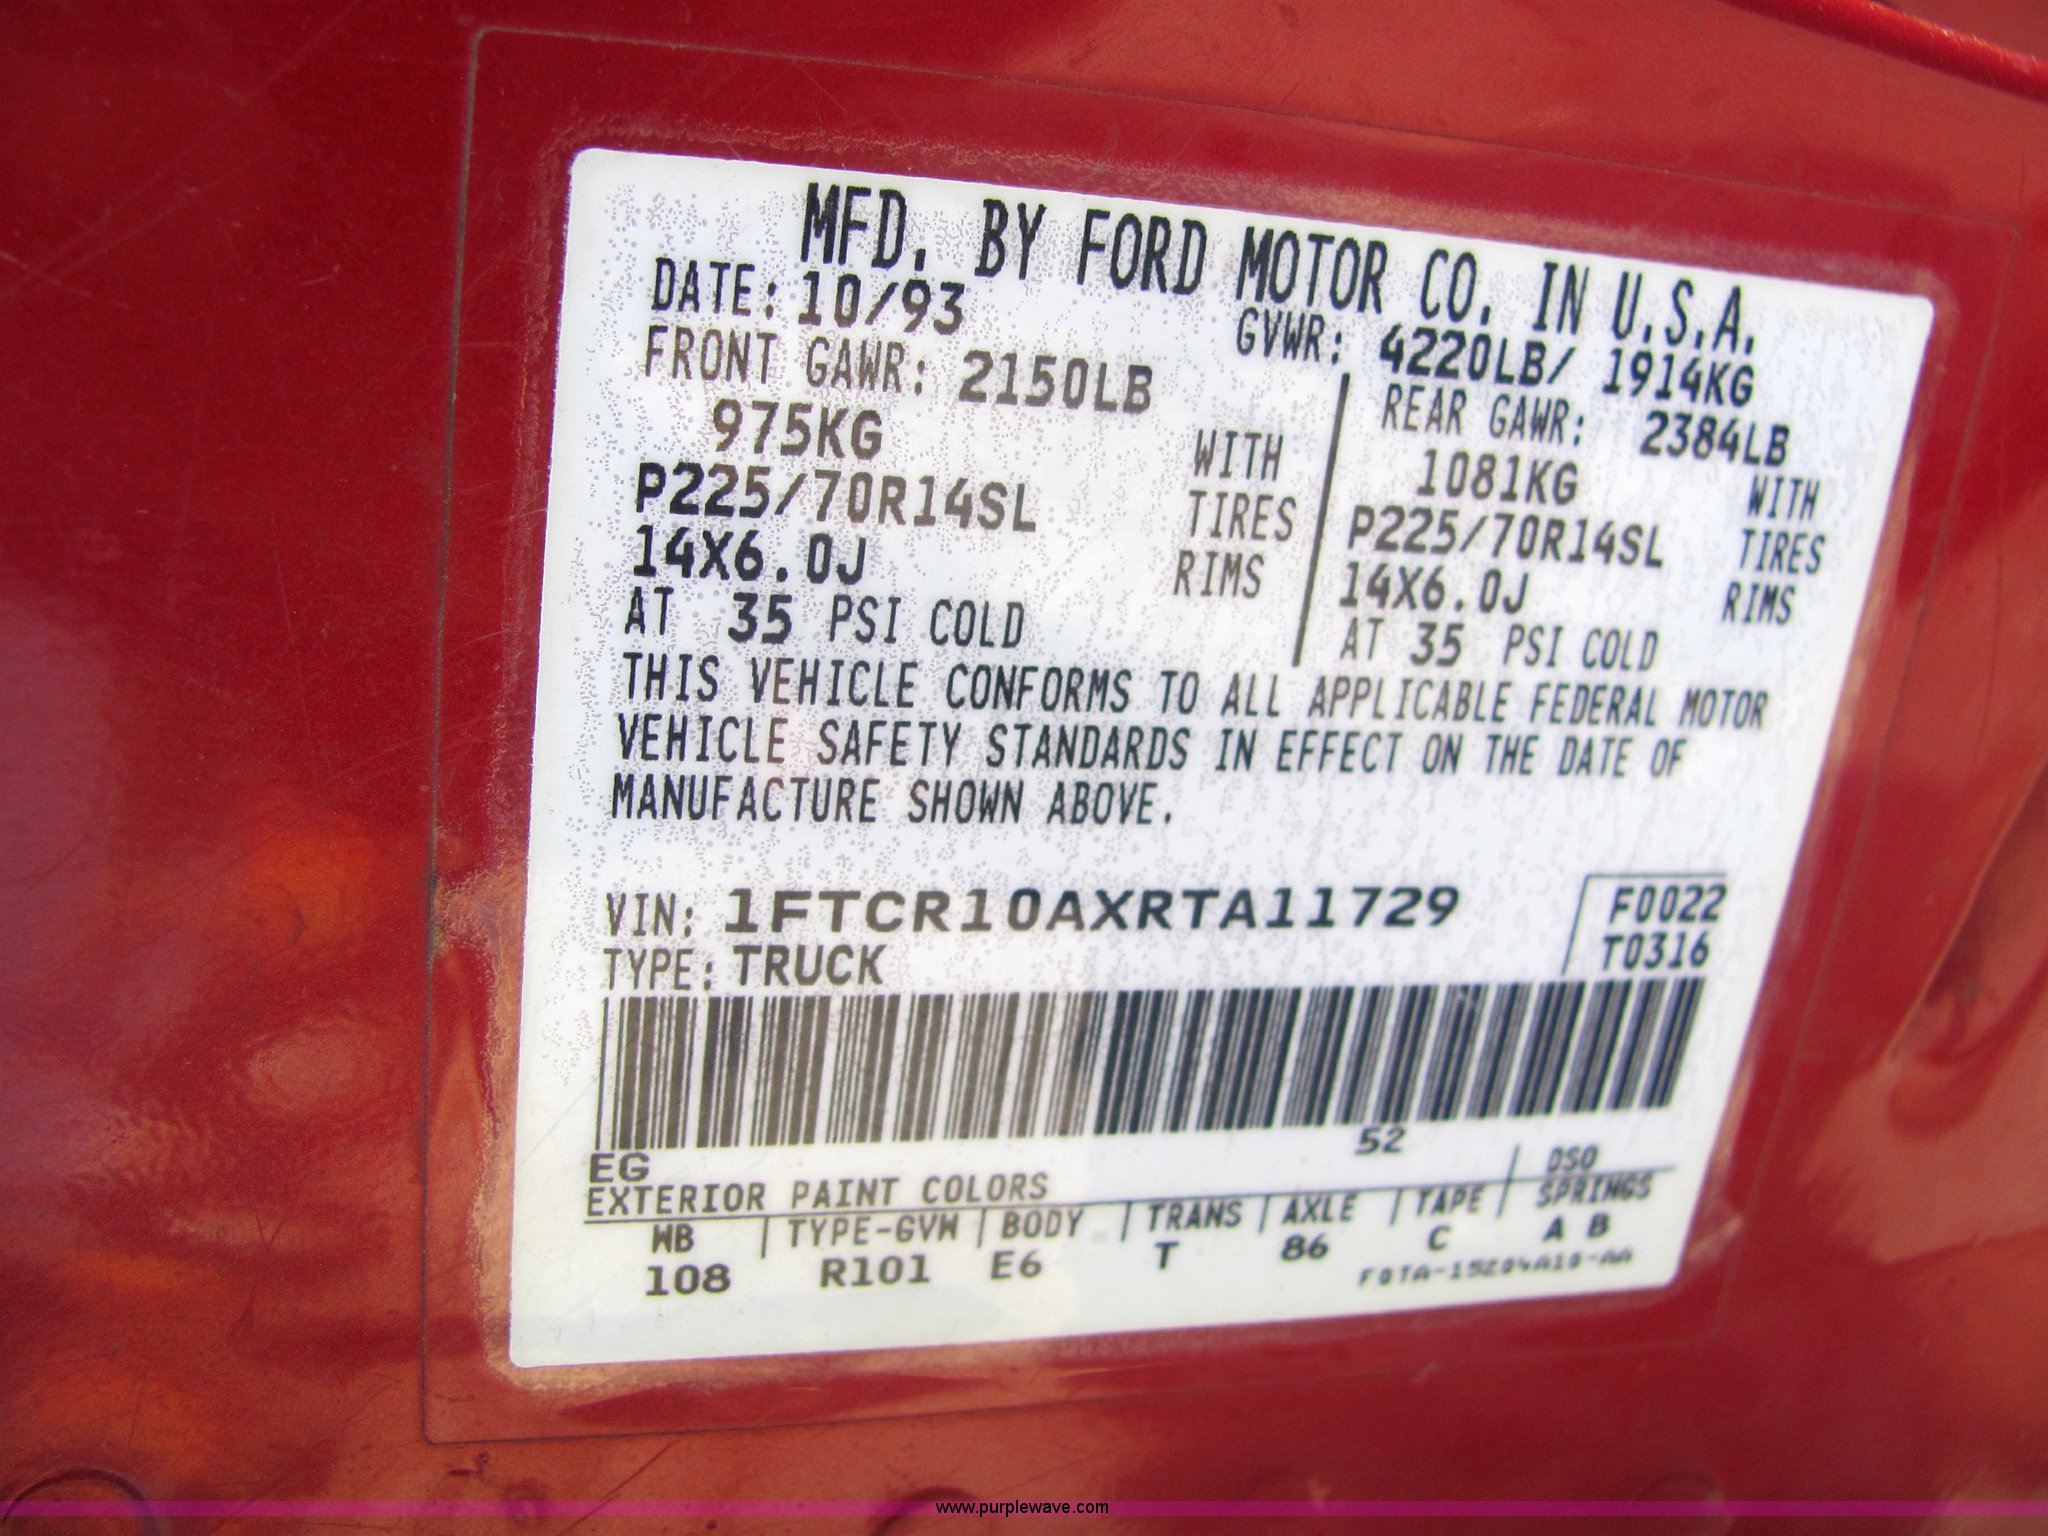 MFD. BY FORD MOTOR CO. IN U.S.A.
DATE: 10/93 GVWR: 4220LB/ 1914KG
FRONT GAWR: 2150LB REAR GAWR: 2384LB
975KG WITH 1081KG WITH
P225/70R14SL TIRES P225/70R14SL TIRES
14X6.0J RIMS 14X6.0J RIMS
AT 35 PSI COLD AT 35 PSI COLD
THIS VEHICLE CONFORMS TO ALL APPLICABLE FEDERAL MOTOR
VEHICLE SAFETY STANDARDS IN EFFECT ON THE DATE OF
MANUFACTURE SHOWN ABOVE.
VIN: 1FTCR10AXRTA11729 F0022
TYPE: TRUCK T0316
52
EG DSO
EXTERIOR PAINT COLORS
WB TYPE-GVW BODY TRANS AXLE TAPE SPRINGS
108 R101 E6 T 86 C A B
F0TA-15Z04A10-AA
www.purplewave.com